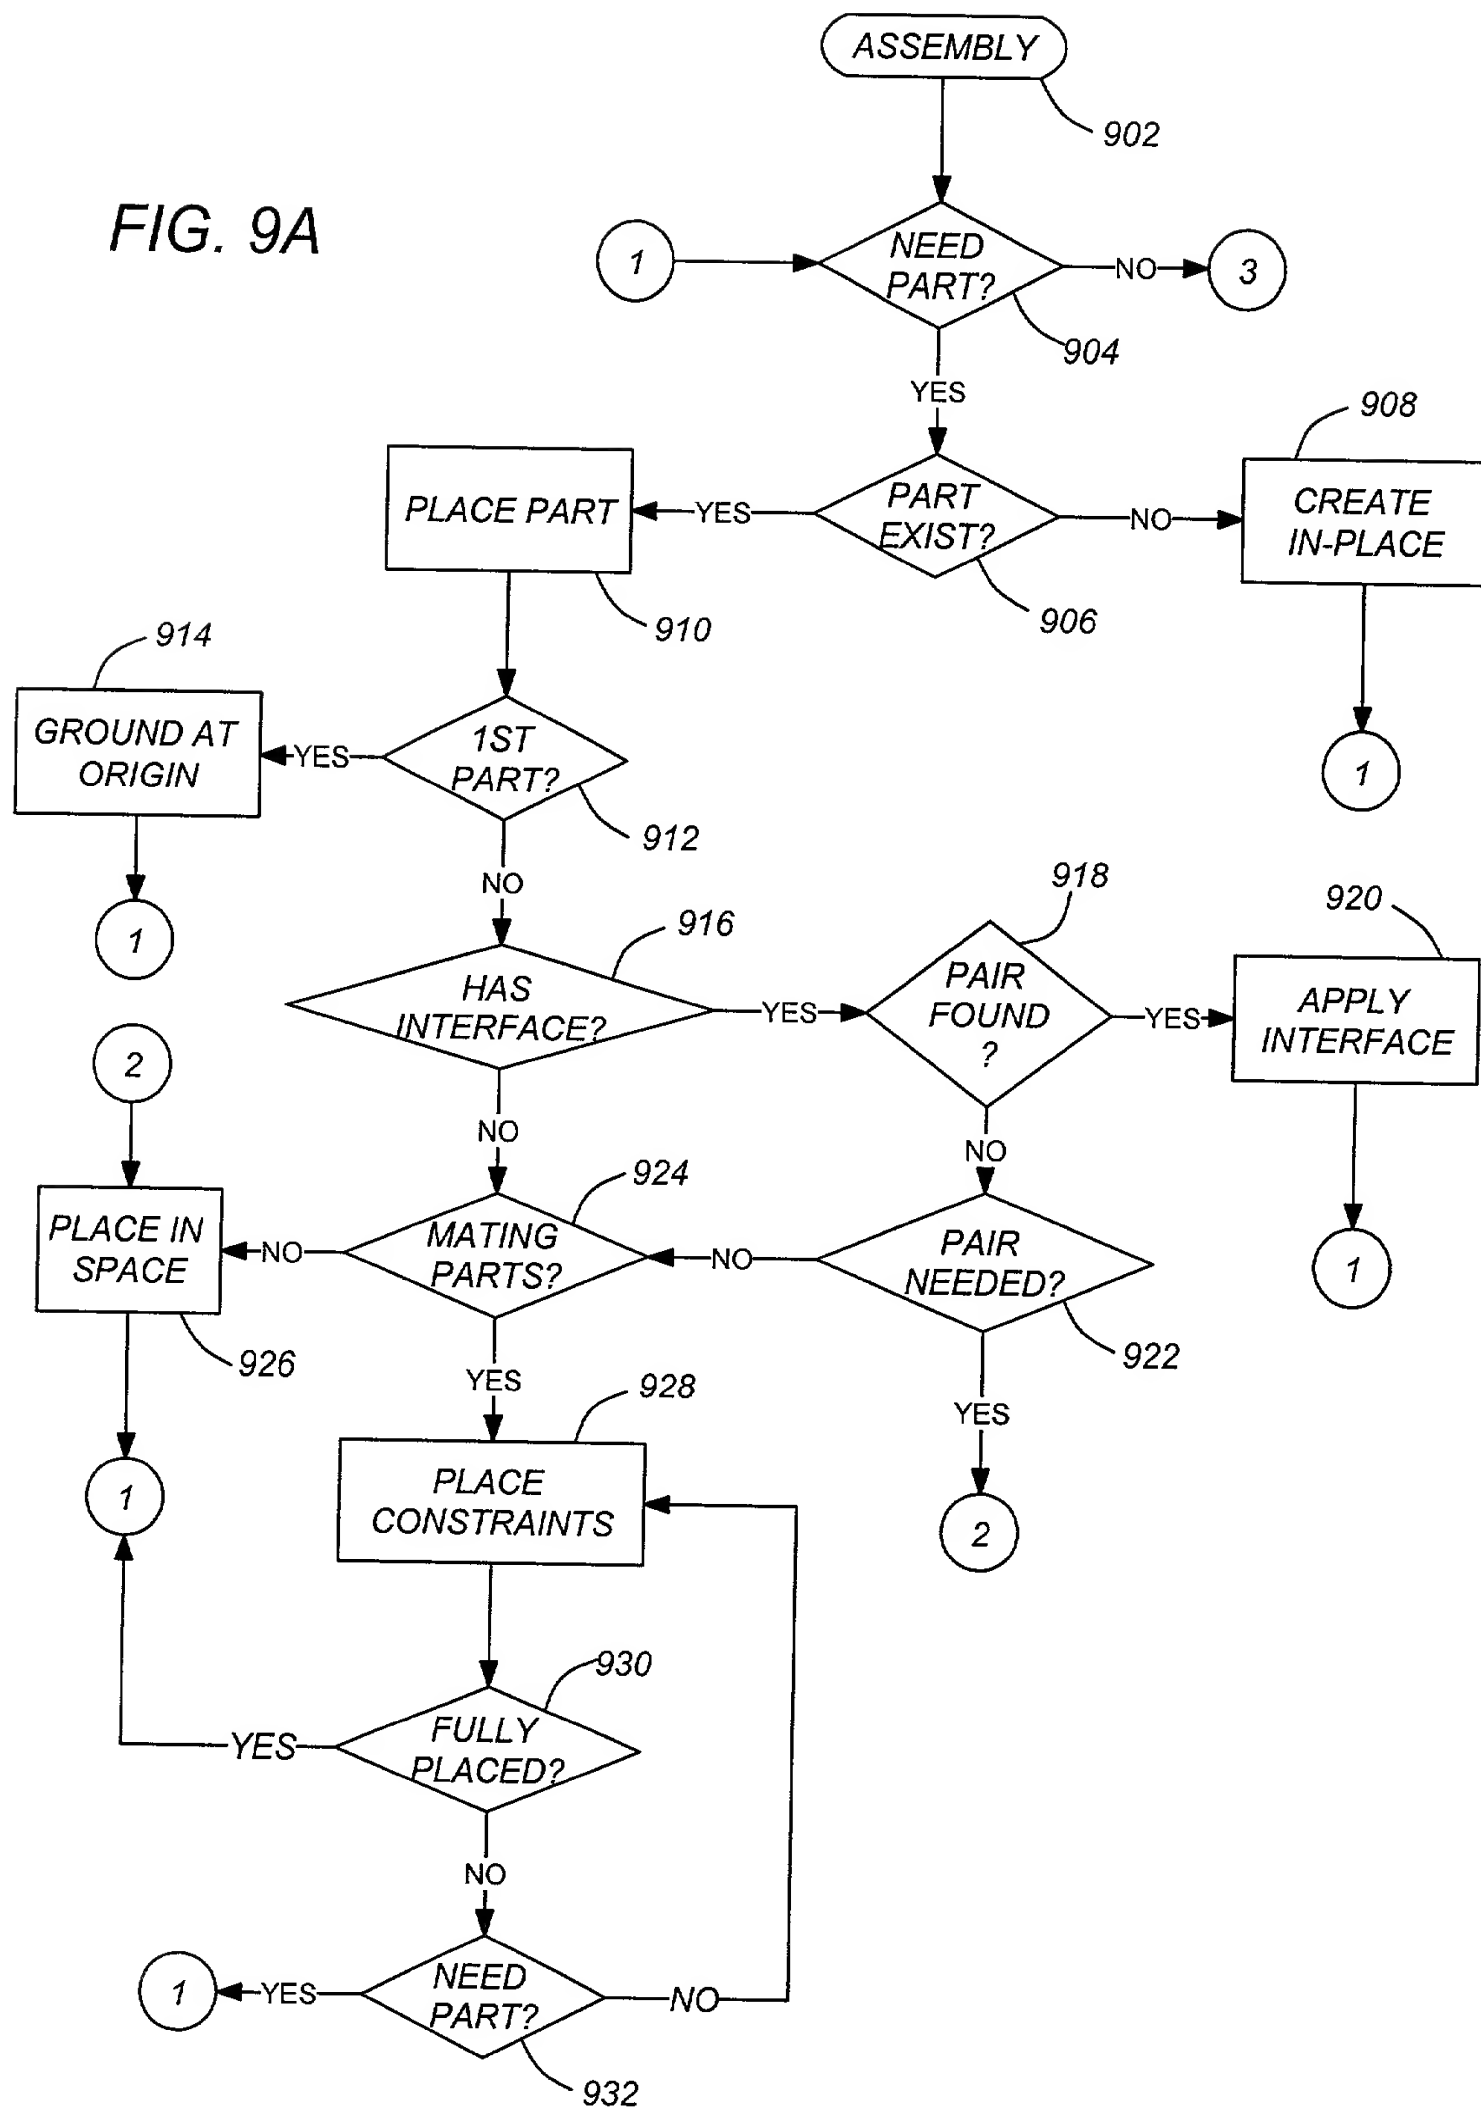 ASSEMBLY
902
FIG. 9A
1
NEED
PART?
NO
3
904
YES
908
PLACE PART
YES
PART
EXIST?
NO
CREATE
IN-PLACE
910
906
914
GROUND AT
ORIGIN
YES
1ST
PART?
1
912
NO
918
920
1
916
HAS
INTERFACE?
YES
PAIR
FOUND
?
YES
APPLY
INTERFACE
2
NO
NO
924
PLACE IN
SPACE
NO
MATING
PARTS?
NO
PAIR
NEEDED?
1
926
922
YES
928
YES
1
PLACE
CONSTRAINTS
2
930
YES
FULLY
PLACED?
NO
1
YES
NEED
PART?
NO
932